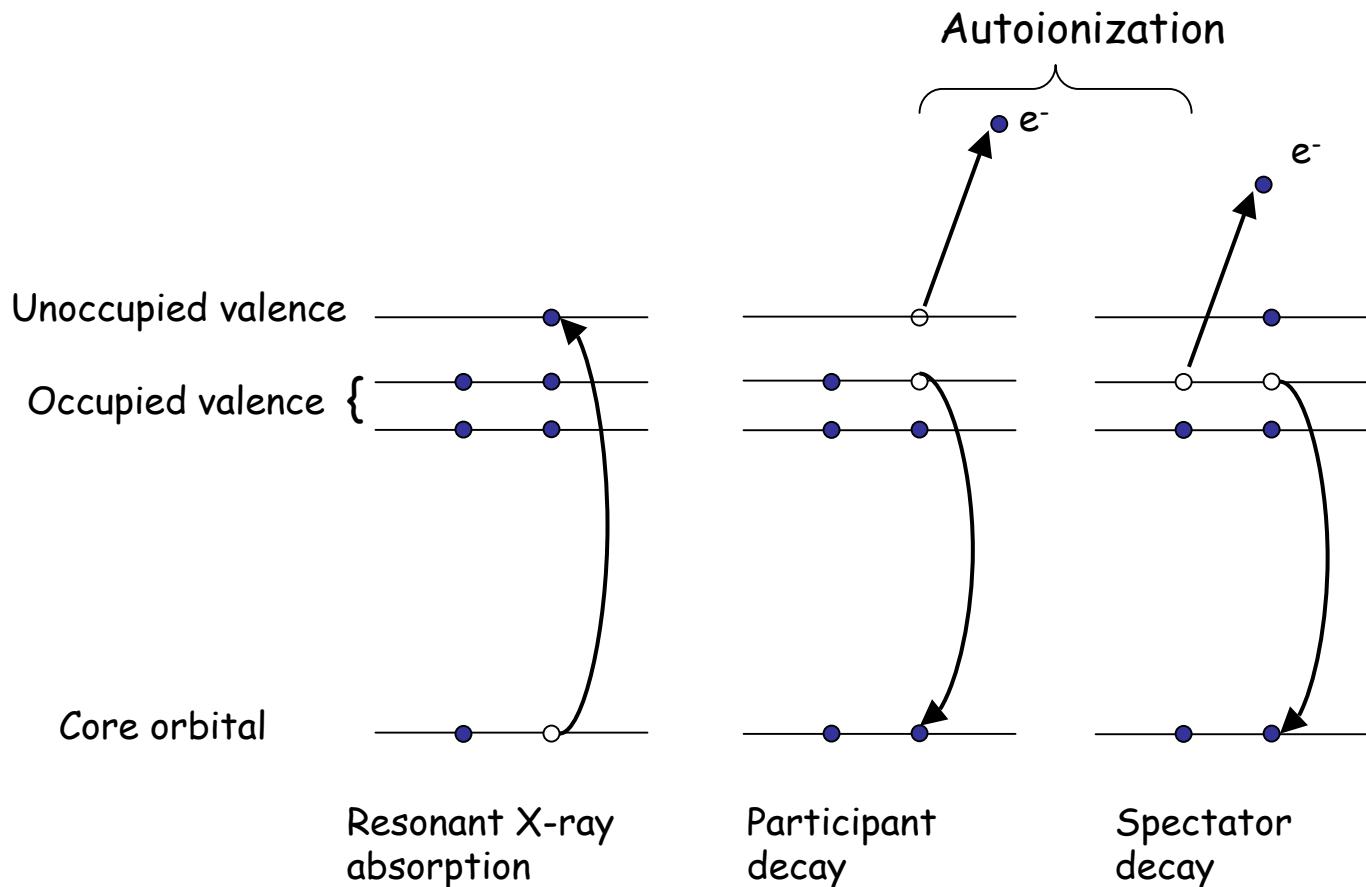 Autoionization
e⁻
e⁻
Unoccupied valence
Occupied valence {
Core orbital
Resonant X-ray
absorption
Participant
decay
Spectator
decay